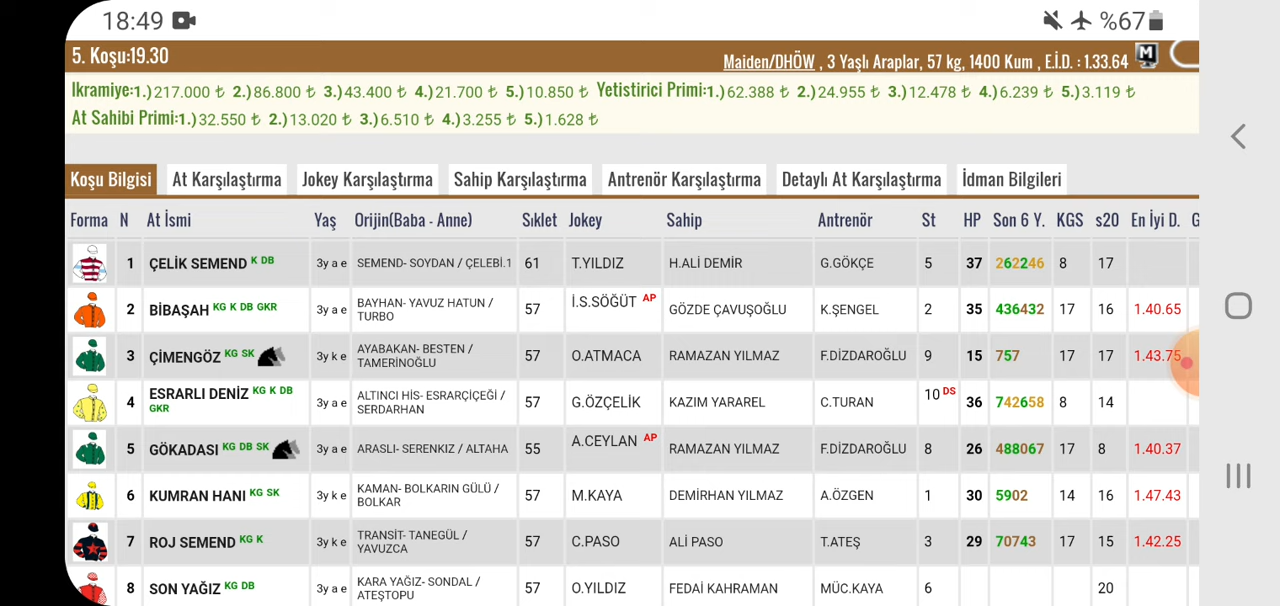 18:49 %67
5. Koşu:19.30 Maiden/DHÖW , 3 Yaşlı Araplar, 57 kg, 1400 Kum , E.İ.D. : 1.33.64 M
Ikramiye:1.)217.000 ₺ 2.)86.800 ₺ 3.)43.400 ₺ 4.)21.700 ₺ 5.)10.850 ₺ Yetistirici Primi:1.)62.388 ₺ 2.)24.955 ₺ 3.)12.478 ₺ 4.)6.239 ₺ 5.)3.119 ₺
At Sahibi Primi:1.)32.550 ₺ 2.)13.020 ₺ 3.)6.510 ₺ 4.)3.255 ₺ 5.)1.628 ₺
Koşu Bilgisi At Karşılaştırma Jokey Karşılaştırma Sahip Karşılaştırma Antrenör Karşılaştırma Detaylı At Karşılaştırma İdman Bilgileri
Forma N At İsmi Yaş Orijin(Baba - Anne) Sıklet Jokey Sahip Antrenör St HP Son 6 Y. KGS s20 En İyi D. G
1 ÇELİK SEMEND K DB 3y a e SEMEND- SOYDAN / ÇELEBİ.1 61 T.YILDIZ H.ALİ DEMİR G.GÖKÇE 5 37 262246 8 17
2 BİBAŞAH KG K DB GKR 3y a e BAYHAN- YAVUZ HATUN / TURBO 57 İ.S.SÖĞÜT AP GÖZDE ÇAVUŞOĞLU K.ŞENGEL 2 35 436432 17 16 1.40.65
3 ÇİMENGÖZ KG SK 3y k e AYABAKAN- BESTEN / TAMERİNOĞLU 57 O.ATMACA RAMAZAN YILMAZ F.DİZDAROĞLU 9 15 757 17 17 1.43.75
4 ESRARLI DENİZ KG K DB GKR 3y a e ALTINCI HİS- ESRARÇİÇEĞİ / SERDARHAN 57 G.ÖZÇELİK KAZIM YARAREL C.TURAN 10 DS 36 742658 8 14
5 GÖKADASI KG DB SK 3y a e ARASLI- SERENKIZ / ALTAHA 55 A.CEYLAN AP RAMAZAN YILMAZ F.DİZDAROĞLU 8 26 488067 17 8 1.40.37
6 KUMRAN HANI KG SK 3y k e KAMAN- BOLKARIN GÜLÜ / BOLKAR 57 M.KAYA DEMİRHAN YILMAZ A.ÖZGEN 1 30 5902 14 16 1.47.43
7 ROJ SEMEND KG K 3y k e TRANSİT- TANEGÜL / YAVUZCA 57 C.PASO ALİ PASO T.ATEŞ 3 29 70743 17 15 1.42.25
8 SON YAĞIZ KG DB 3y a e KARA YAĞIZ- SONDAL / ATEŞTOPU 57 O.YILDIZ FEDAİ KAHRAMAN MÜC.KAYA 6 20